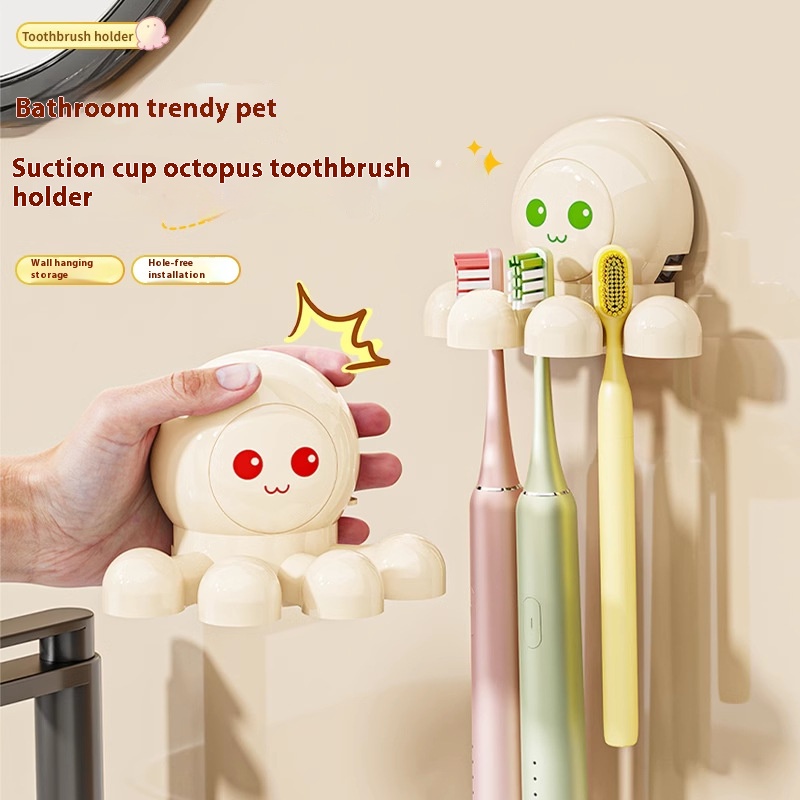 Toothbrush holder
Bathroom trendy pet
Suction cup octopus toothbrush
holder
Wall hanging
storage
Hole-free
installation